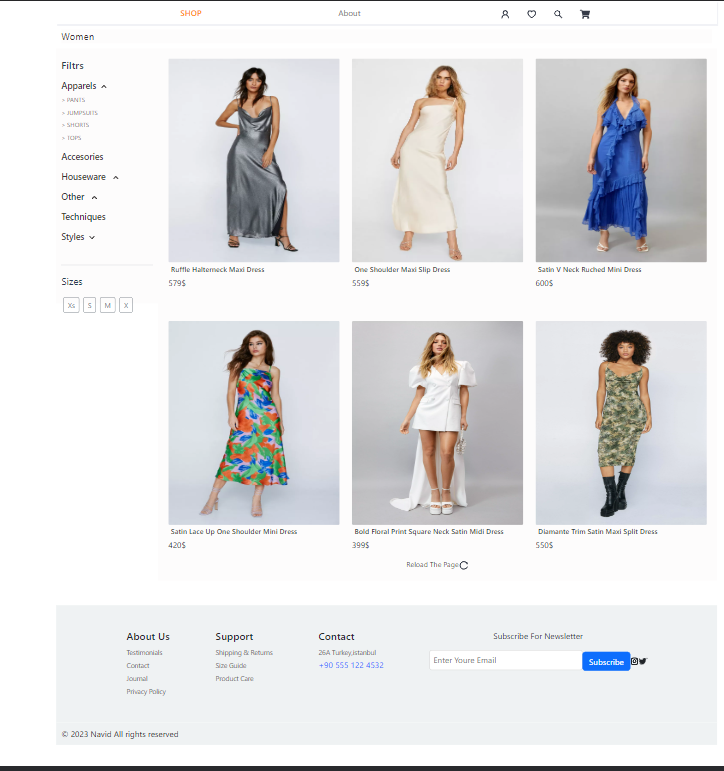 SHOP
About
Women
Filtrs
Apparels
> PANTS
> JUMPSUITS
> SHORTS
> TOPS
Accesories
Houseware
Other
Techniques
Styles
Sizes
Xs S M X
Ruffle Halterneck Maxi Dress
579$
One Shoulder Maxi Slip Dress
559$
Satin V Neck Ruched Mini Dress
600$
Satin Lace Up One Shoulder Mini Dress
420$
Bold Floral Print Square Neck Satin Midi Dress
399$
Diamante Trim Satin Maxi Split Dress
550$
Reload The Page
About Us
Testimonials
Contact
Journal
Privacy Policy
Support
Shipping & Returns
Size Guide
Product Care
Contact
26A Turkey,istanbul
+90 555 122 4532
Subscribe For Newsletter
Enter Youre Email
Subscribe
© 2023 Navid All rights reserved